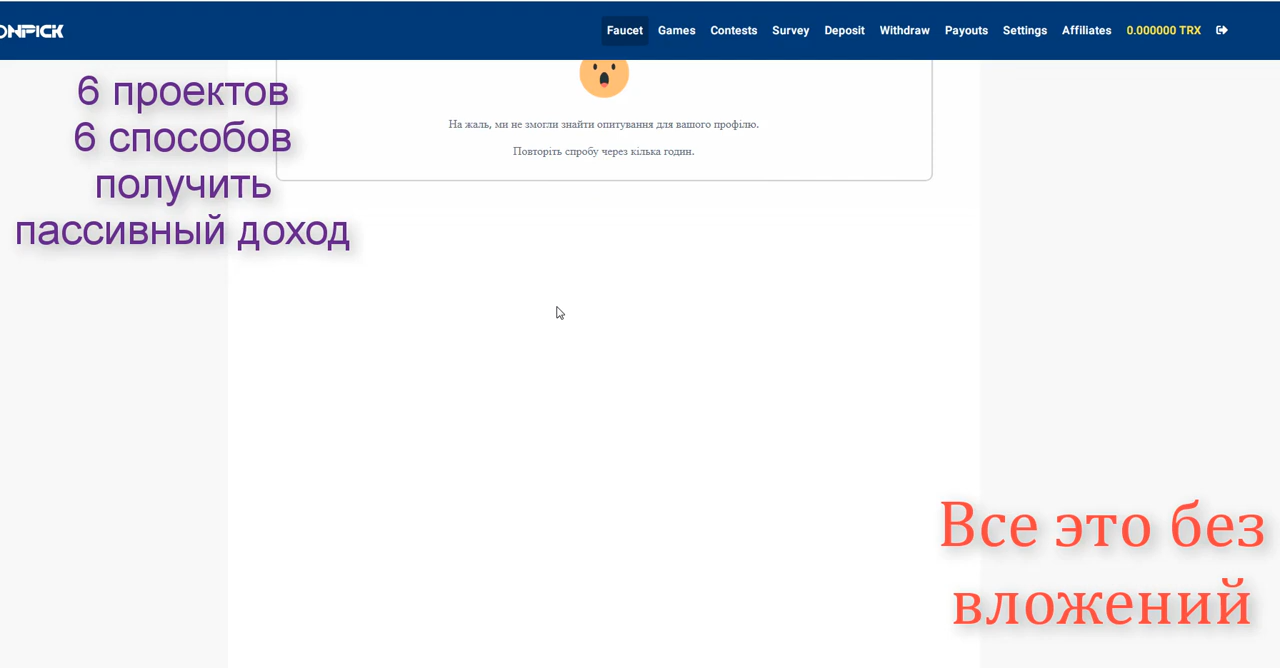 ONPICK
Faucet Games Contests Survey Deposit Withdraw Payouts Settings Affiliates 0.000000 TRX
6 проектов
6 способов
получить
пассивный доход
На жаль, ми не змогли знайти опитування для вашого профілю.
Повторіть спробу через кілька годин.
Все это без
вложений